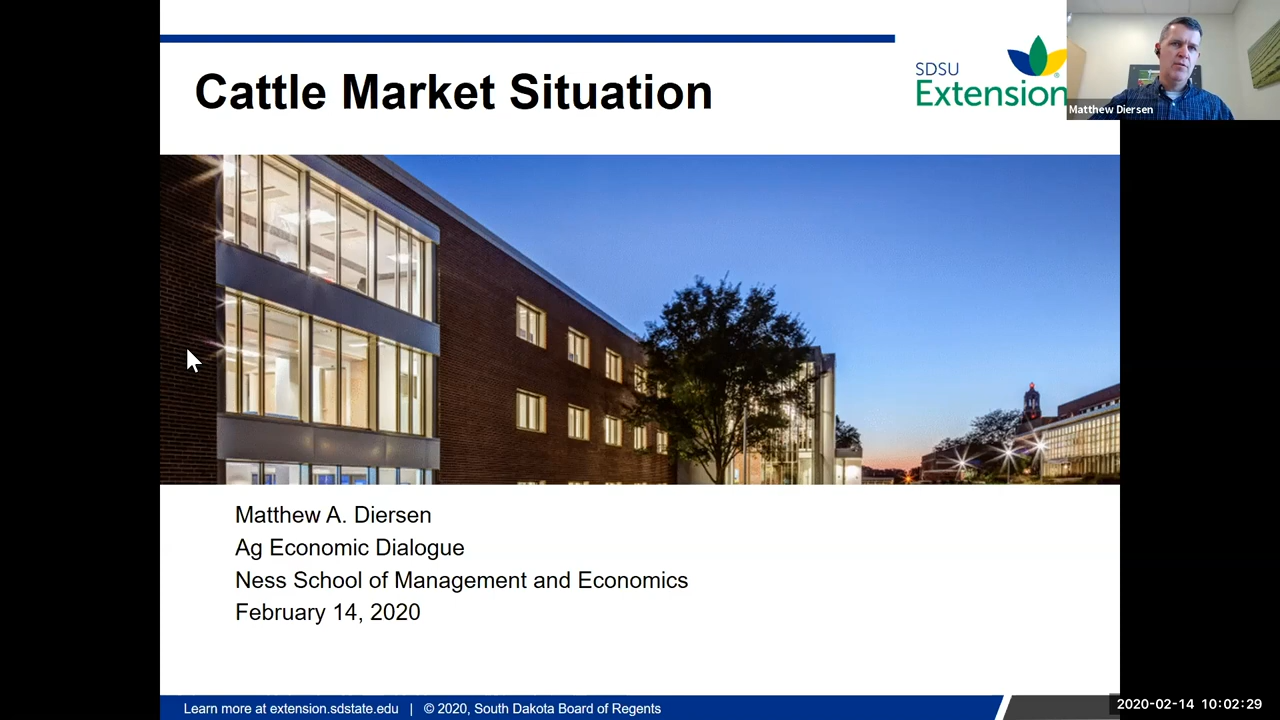 Cattle Market Situation
SDSU
Extension
®
Matthew Diersen
Matthew A. Diersen
Ag Economic Dialogue
Ness School of Management and Economics
February 14, 2020
Learn more at extension.sdstate.edu | © 2020, South Dakota Board of Regents
2020-02-14 10:02:29